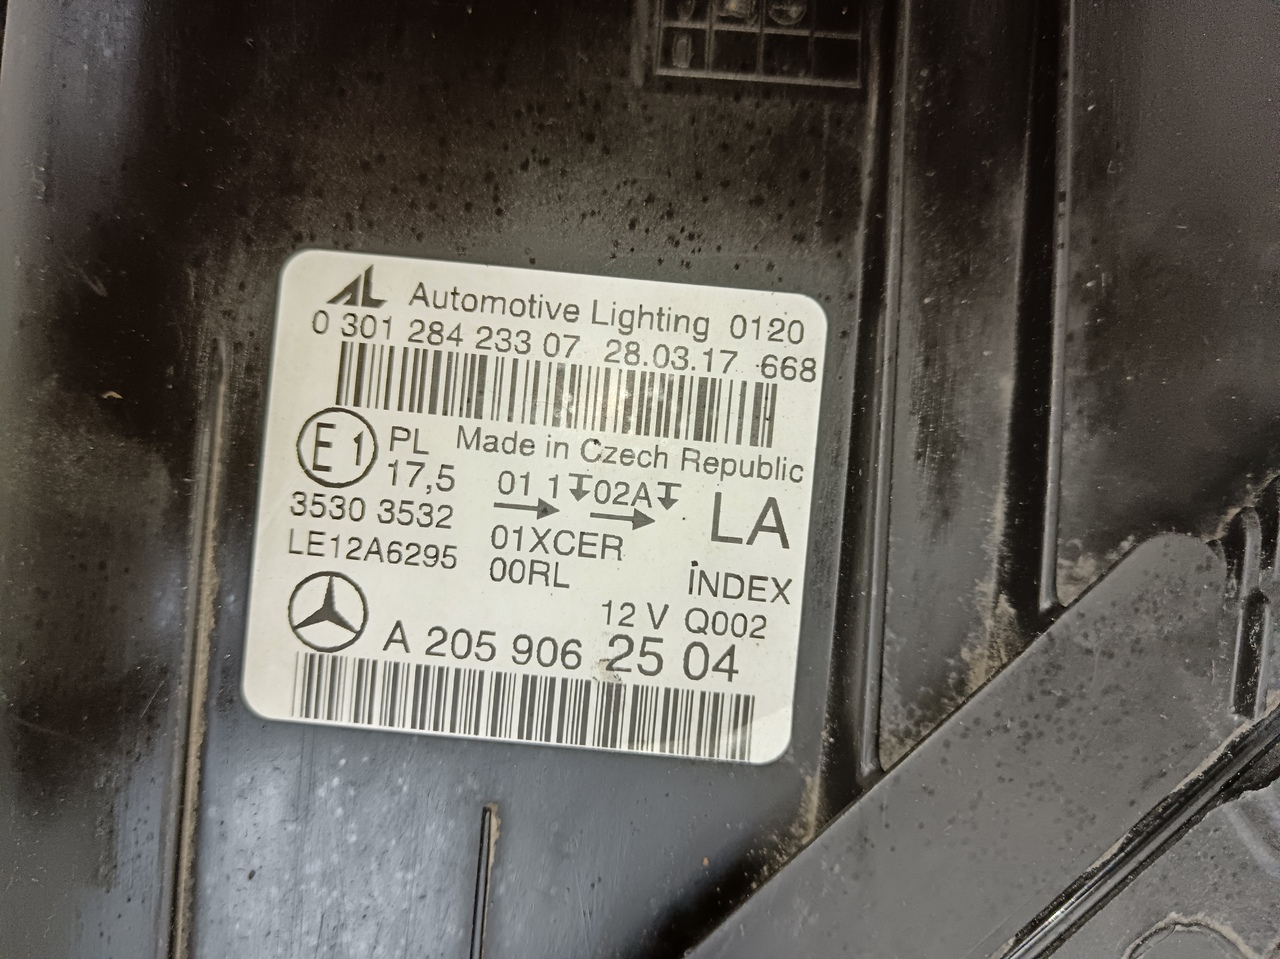 AL Automotive Lighting 0120
0 301 284 233 07 28.03.17 668
E1 PL Made in Czech Republic
17,5 01 1 02A LA
3530 3532 01XCER
LE12A6295 00RL INDEX
12 V Q002
A 205 906 25 04